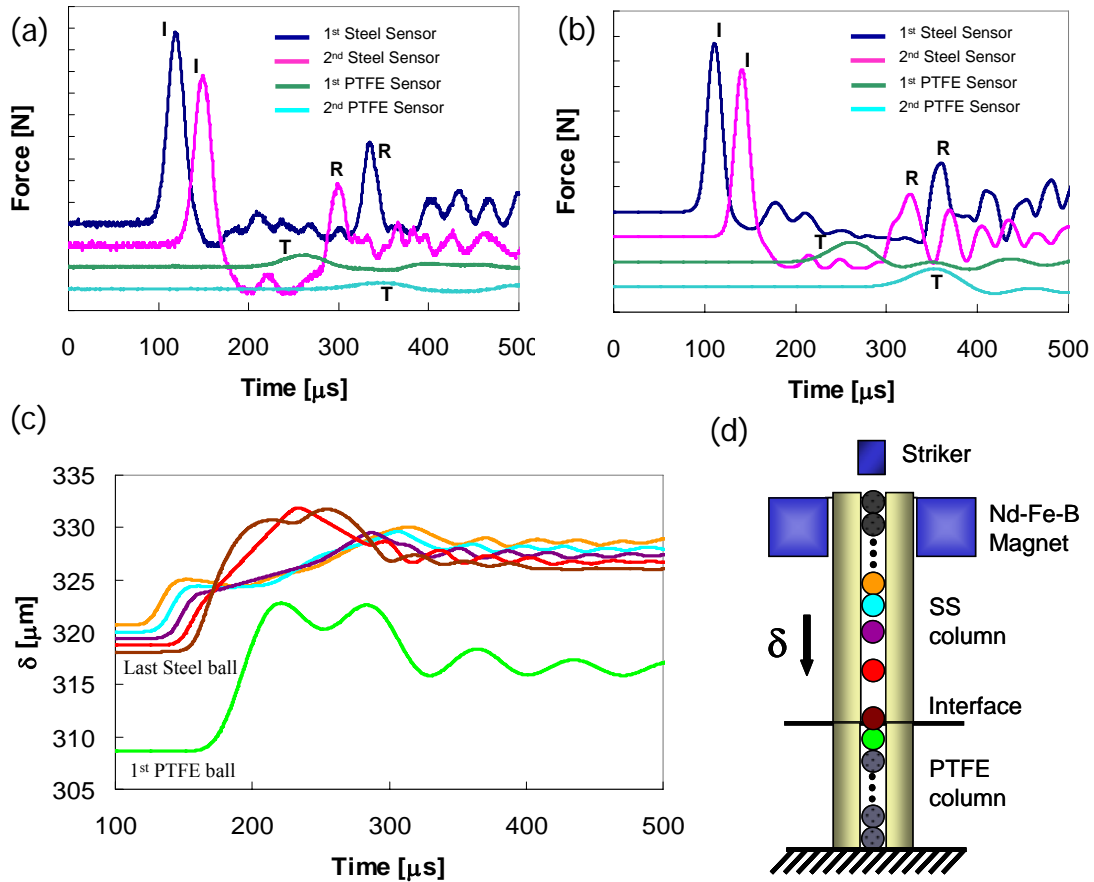 (a)
I
I
1st Steel Sensor
2nd Steel Sensor
1st PTFE Sensor
2nd PTFE Sensor
R
R
T
T
Force [N]
0 100 200 300 400 500
Time [μs]
(b)
I
I
1st Steel Sensor
2nd Steel Sensor
1st PTFE Sensor
2nd PTFE Sensor
R
R
T
T
Force [N]
0 100 200 300 400 500
Time [μs]
(c)
335
330
325
320
315
310
305
δ [μm]
Last Steel ball
1st PTFE ball
100 200 300 400 500
Time [μs]
(d)
Striker
Nd-Fe-B
Magnet
SS
column
δ
Interface
PTFE
column